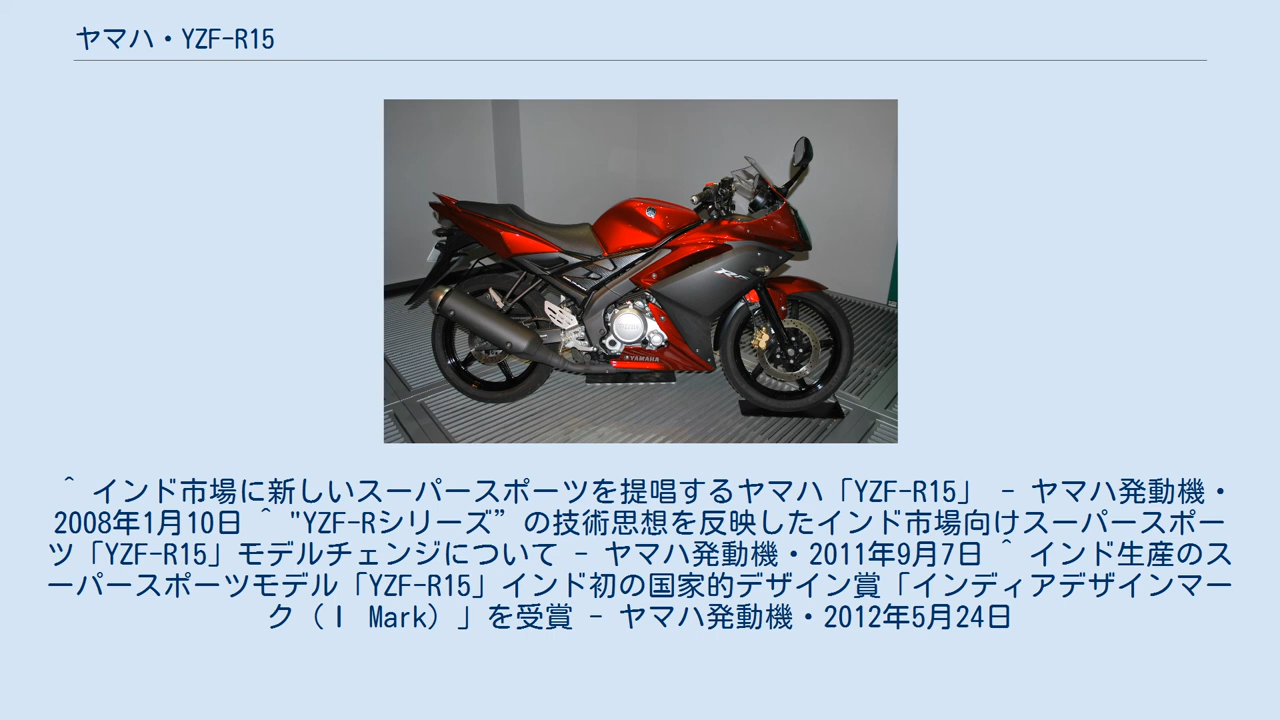 ヤマハ・YZF-R15
YAMAHA
^ インド市場に新しいスーパースポーツを提唱するヤマハ「YZF-R15」 - ヤマハ発動機・
2008年1月10日 ^ "YZF-Rシリーズ”の技術思想を反映したインド市場向けスーパースポー
ツ「YZF-R15」モデルチェンジについて - ヤマハ発動機・2011年9月7日 ^ インド生産のス
ーパースポーツモデル「YZF-R15」インド初の国家的デザイン賞「インディアデザインマー
ク（Ｉ Mark）」を受賞 - ヤマハ発動機・2012年5月24日